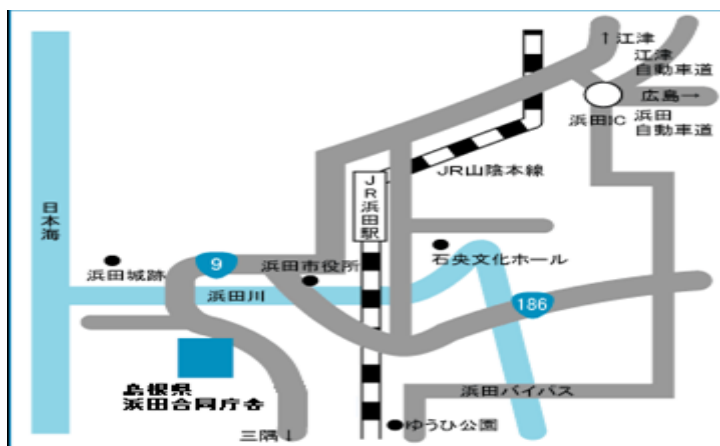 ↑江津
江津
自動車道
広島→
浜田IC
浜田
自動車道
JR山陰本線
JR浜田駅
日本海
浜田城跡
9
浜田市役所
石央文化ホール
浜田川
186
島根県
浜田合同庁舎
浜田バイパス
三隅↓
ゆうひ公園